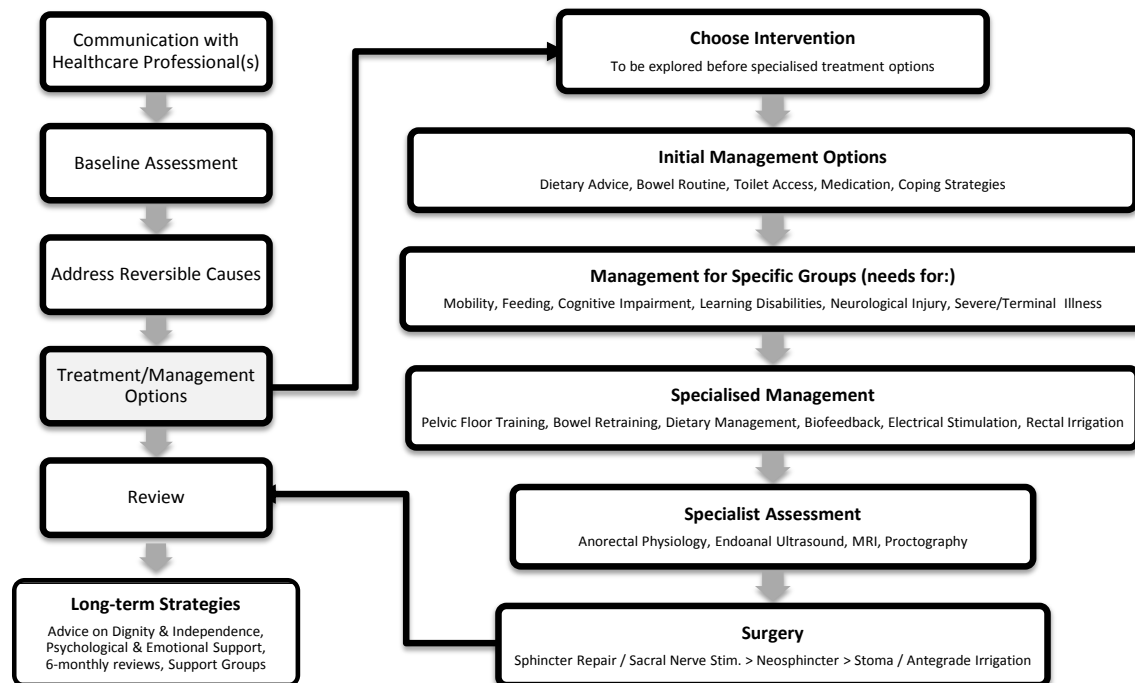 Communication with
Healthcare Professional(s)
Baseline Assessment
Address Reversible Causes
Treatment/Management
Options
Review
Long-term Strategies
Advice on Dignity & Independence,
Psychological & Emotional Support,
6-monthly reviews, Support Groups
Choose Intervention
To be explored before specialised treatment options
Initial Management Options
Dietary Advice, Bowel Routine, Toilet Access, Medication, Coping Strategies
Management for Specific Groups (needs for:)
Mobility, Feeding, Cognitive Impairment, Learning Disabilities, Neurological Injury, Severe/Terminal Illness
Specialised Management
Pelvic Floor Training, Bowel Retraining, Dietary Management, Biofeedback, Electrical Stimulation, Rectal Irrigation
Specialist Assessment
Anorectal Physiology, Endoanal Ultrasound, MRI, Proctography
Surgery
Sphincter Repair / Sacral Nerve Stim. > Neosphincter > Stoma / Antegrade Irrigation